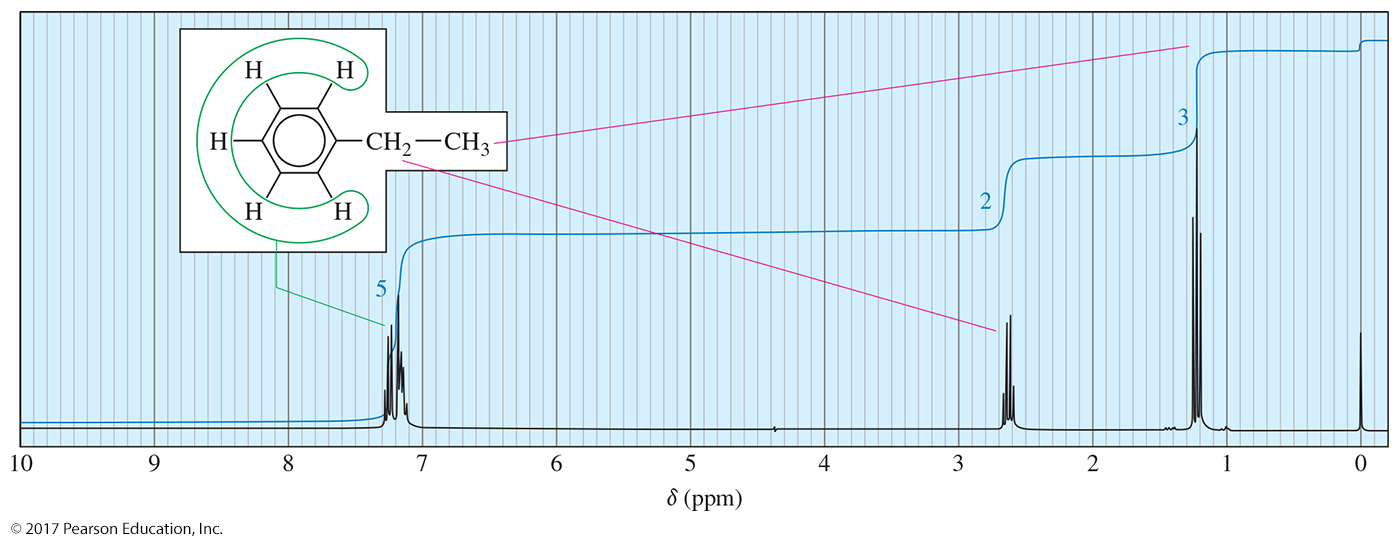 H H
H CH₂—CH₃
H H
3
2
5
10 9 8 7 6 5 4 3 2 1 0
δ (ppm)
© 2017 Pearson Education, Inc.